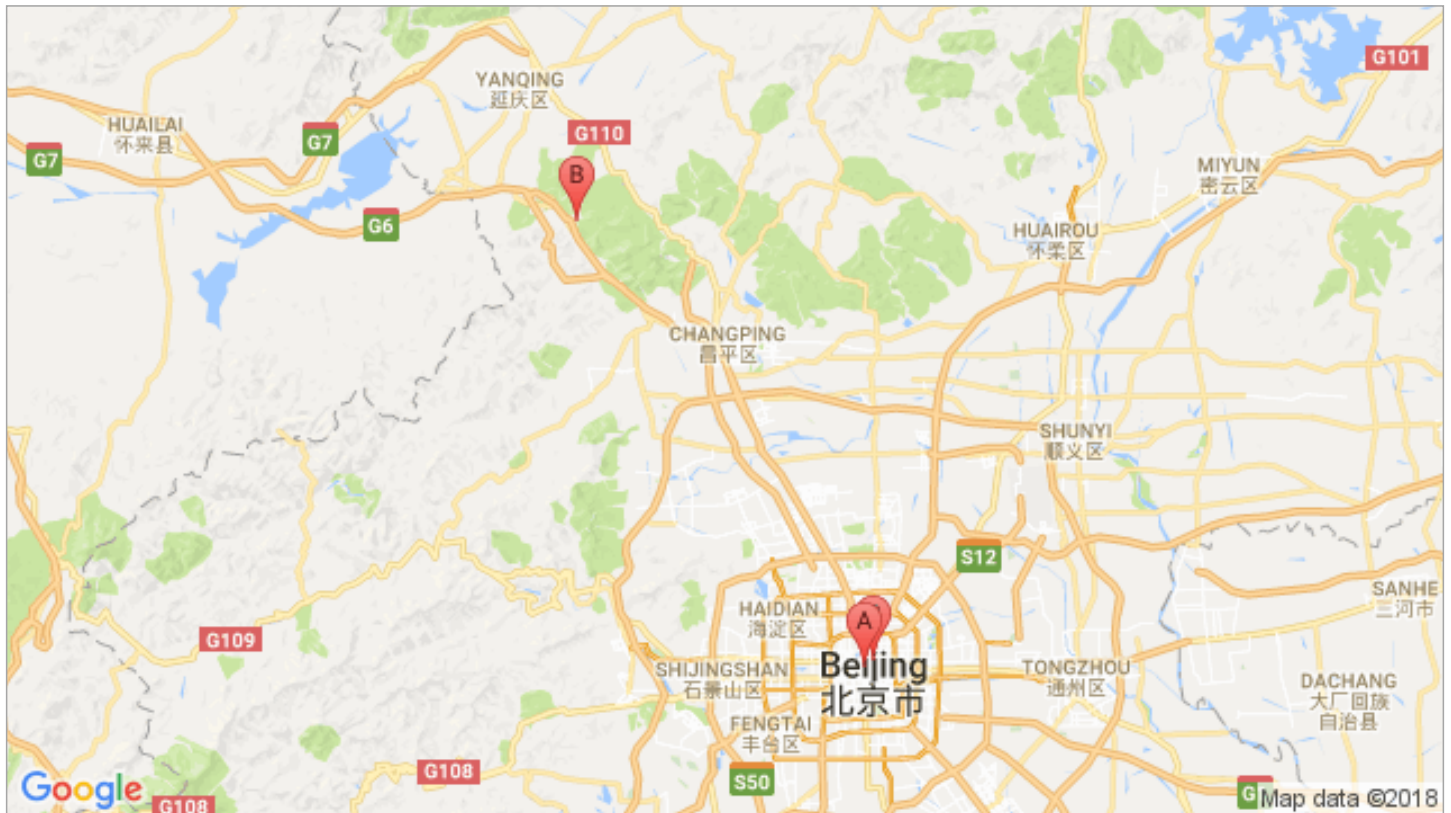 G101
YANQING
延庆区
HUAILAI
怀来县
G7
G110
G7
B
MIYUN
密云区
G6
HUAIROU
怀柔区
CHANGPING
昌平区
SHUNYI
顺义区
S12
SANHE
三河市
HAIDIAN
海淀区
A
G109
SHIJINGSHAN
石景山区
Beijing
北京市
TONGZHOU
通州区
DACHANG
大厂回族
自治县
FENGTAI
丰台区
G108
S50
Google
G108
G
Map data ©2018